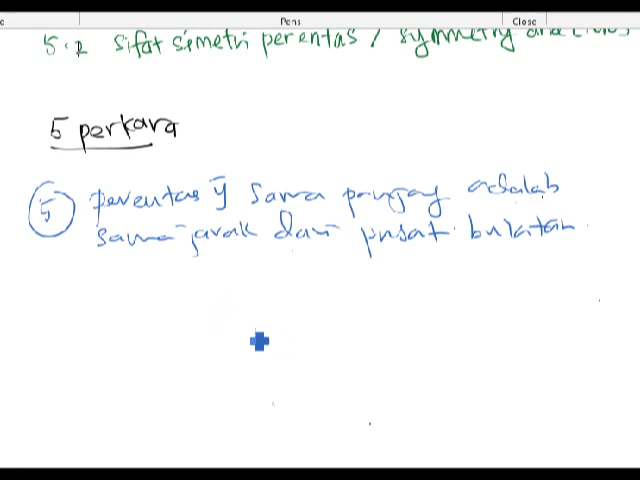 Pens Close
5.2 sifat simetri perentas / symmetry
5 perkara
5 perentas ȳ sama panjang adalah
sama jarak dari pusat bulatan